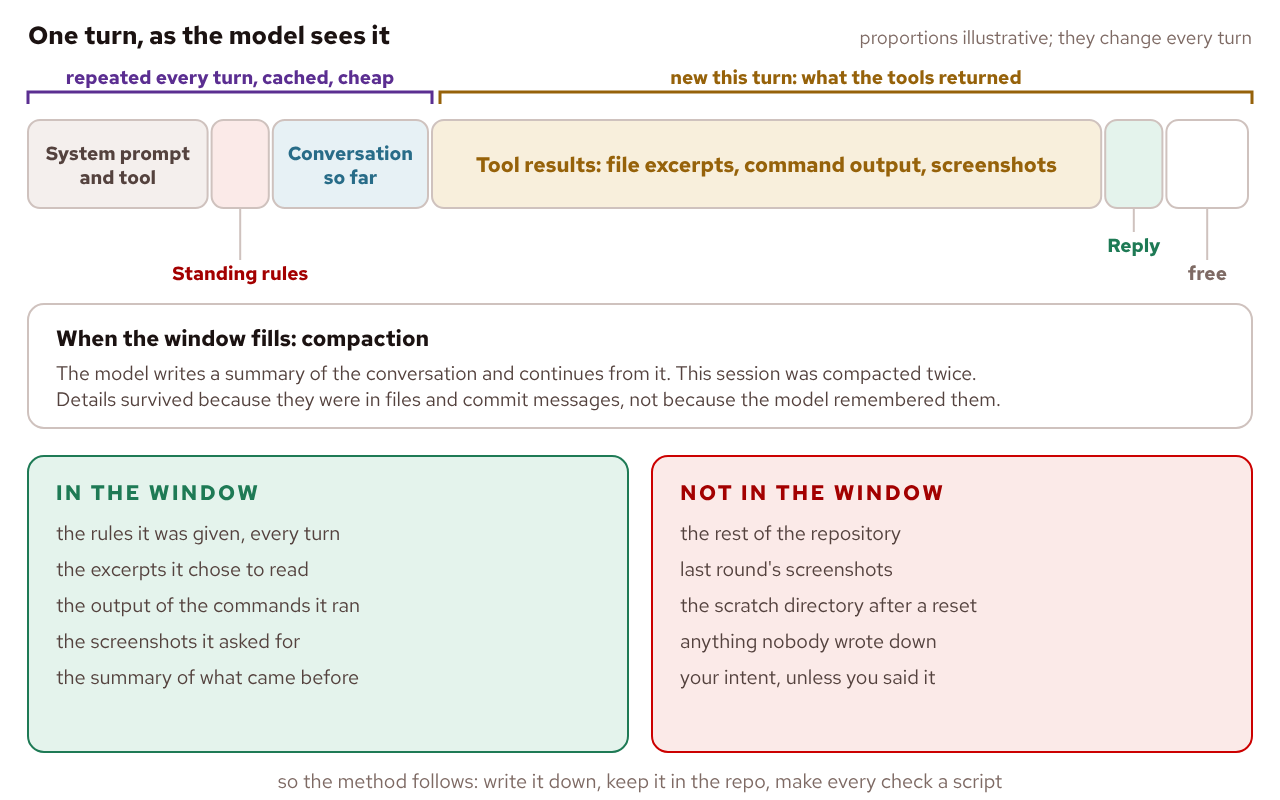 One turn, as the model sees it
proportions illustrative; they change every turn
repeated every turn, cached, cheap
new this turn: what the tools returned
System prompt
and tool
Conversation
so far
Tool results: file excerpts, command output, screenshots
Reply
Standing rules
free
When the window fills: compaction
The model writes a summary of the conversation and continues from it. This session was compacted twice.
Details survived because they were in files and commit messages, not because the model remembered them.
IN THE WINDOW
the rules it was given, every turn
the excerpts it chose to read
the output of the commands it ran
the screenshots it asked for
the summary of what came before
NOT IN THE WINDOW
the rest of the repository
last round's screenshots
the scratch directory after a reset
anything nobody wrote down
your intent, unless you said it
so the method follows: write it down, keep it in the repo, make every check a script